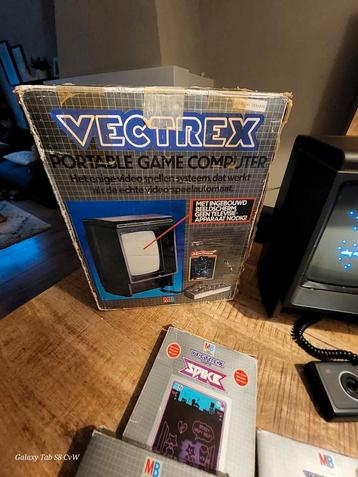 VECTREX
PORTABLE GAME COMPUTER
Het enige video spellen systeem, dat werkt
als de echte video speelautomaat.
MET INGEBOUWD
BEELDSCHERM
GEEN TELEVISIE
APPARAAT NODIG!
MB
MB
VECTREX
SPIKE
MB
MB
Galaxy Tab S8 CvW